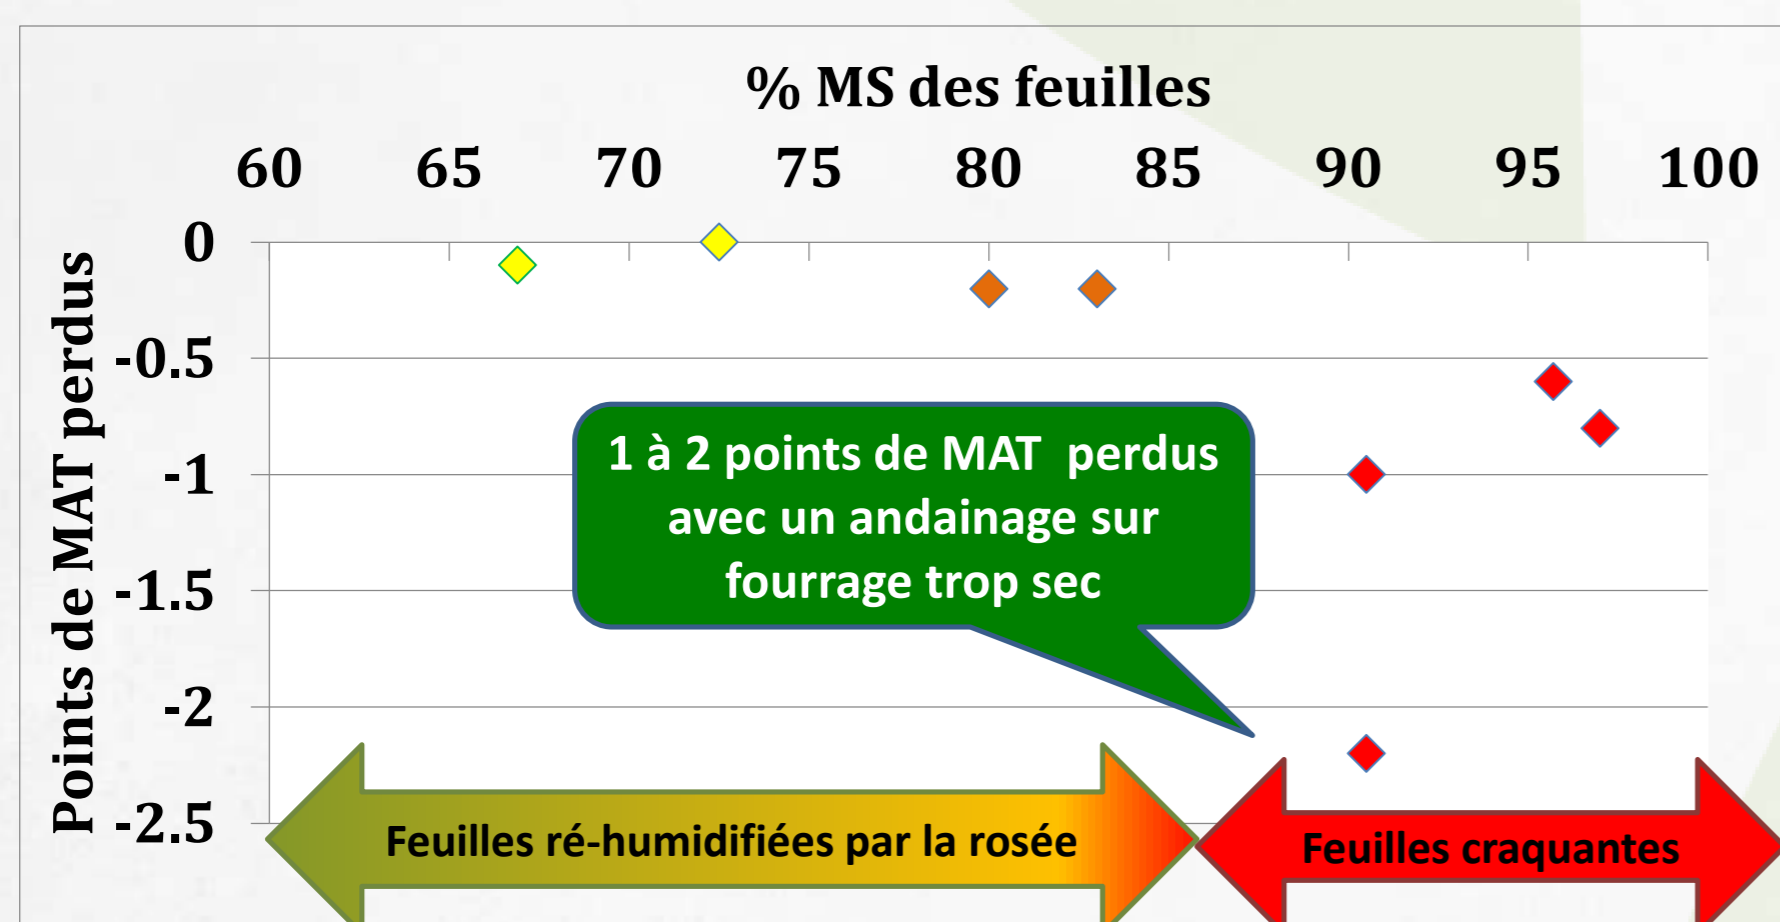 % MS des feuilles
60 65 70 75 80 85 90 95 100
Points de MAT perdus
0
-0.5
-1
-1.5
-2
-2.5
1 à 2 points de MAT perdus
avec un andainage sur
fourrage trop sec
Feuilles ré-humidifiées par la rosée
Feuilles craquantes